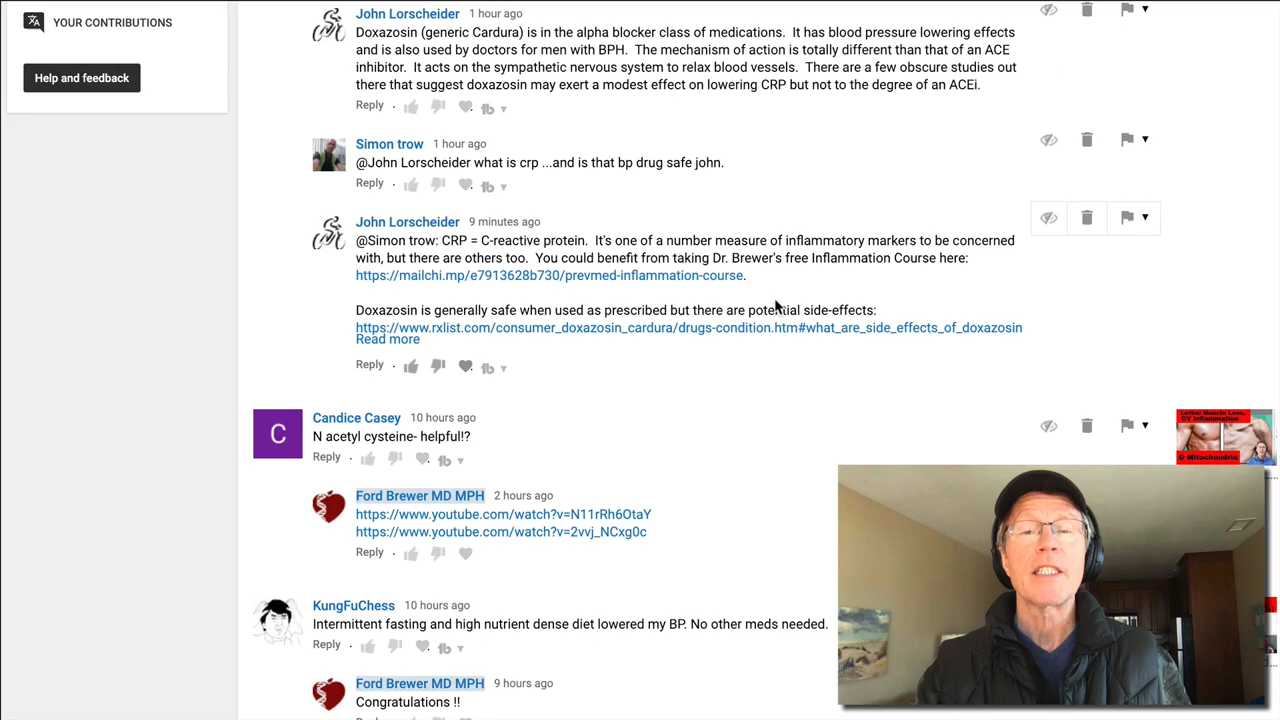 YOUR CONTRIBUTIONS
Help and feedback
John Lorscheider 1 hour ago
Doxazosin (generic Cardura) is in the alpha blocker class of medications. It has blood pressure lowering effects
and is also used by doctors for men with BPH. The mechanism of action is totally different than that of an ACE
inhibitor. It acts on the sympathetic nervous system to relax blood vessels. There are a few obscure studies out
there that suggest doxazosin may exert a modest effect on lowering CRP but not to the degree of an ACEi.
Reply
Simon trow 1 hour ago
@John Lorscheider what is crp ...and is that bp drug safe john.
Reply
John Lorscheider 9 minutes ago
@Simon trow: CRP = C-reactive protein. It's one of a number measure of inflammatory markers to be concerned
with, but there are others too. You could benefit from taking Dr. Brewer's free Inflammation Course here:
https://mailchi.mp/e7913628b730/prevmed-inflammation-course.
Doxazosin is generally safe when used as prescribed but there are potential side-effects:
https://www.rxlist.com/consumer_doxazosin_cardura/drugs-condition.htm#what_are_side_effects_of_doxazosin
Read more
Reply
C
Candice Casey 10 hours ago
N acetyl cysteine- helpful!?
Reply
Lethal Muscle Loss,
CV Inflammation
D Mitochondria
Ford Brewer MD MPH 2 hours ago
https://www.youtube.com/watch?v=N11rRh6OtaY
https://www.youtube.com/watch?v=2vvj_NCxg0c
Reply
KungFuChess 10 hours ago
Intermittent fasting and high nutrient dense diet lowered my BP. No other meds needed.
Reply
Ford Brewer MD MPH 9 hours ago
Congratulations !!